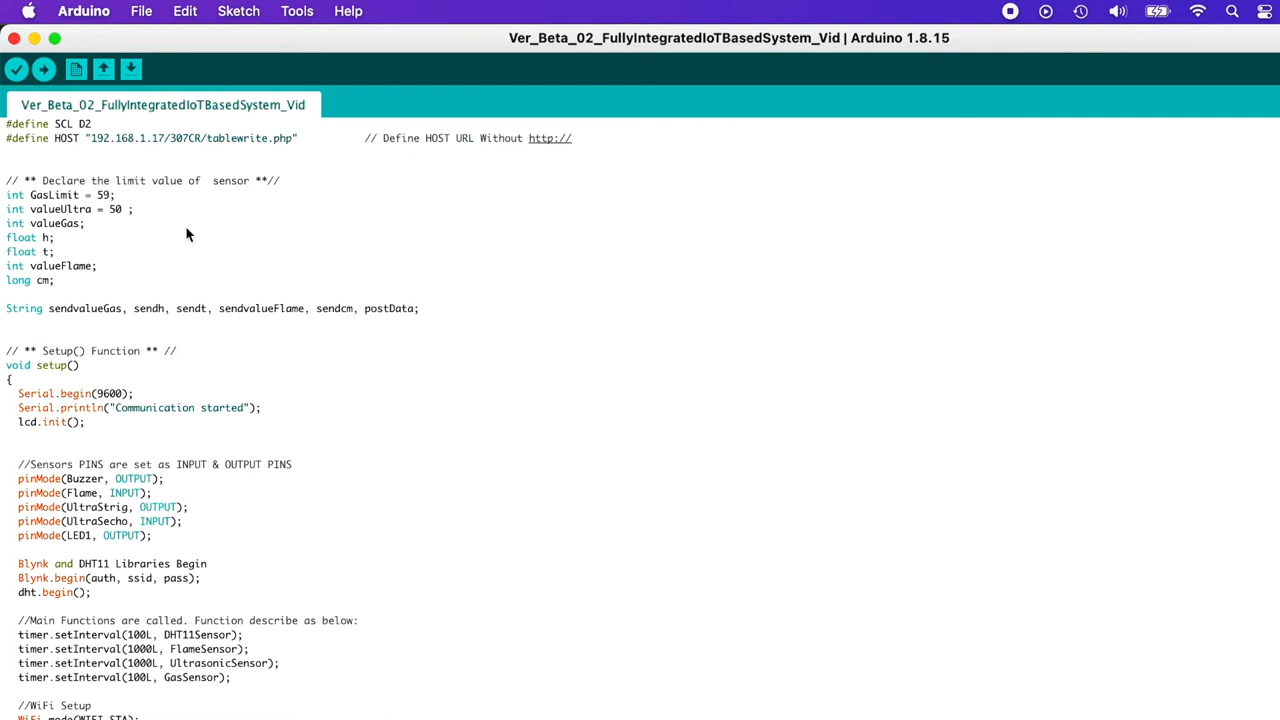 Arduino File Edit Sketch Tools Help
Ver_Beta_02_FullyIntegratedIoTBasedSystem_Vid | Arduino 1.8.15
Ver_Beta_02_FullyIntegratedIoTBasedSystem_Vid
#define SCL D2
#define HOST "192.168.1.17/307CR/tablewrite.php" // Define HOST URL Without http://
// ** Declare the limit value of sensor **//
int GasLimit = 59;
int valueUltra = 50 ;
int valueGas;
float h;
float t;
int valueFlame;
long cm;
String sendvalueGas, sendh, sendt, sendvalueFlame, sendcm, postData;
// ** Setup() Function ** //
void setup()
{
Serial.begin(9600);
Serial.println("Communication started");
lcd.init();
//Sensors PINS are set as INPUT & OUTPUT PINS
pinMode(Buzzer, OUTPUT);
pinMode(Flame, INPUT);
pinMode(UltraStrig, OUTPUT);
pinMode(UltraSecho, INPUT);
pinMode(LED1, OUTPUT);
Blynk and DHT11 Libraries Begin
Blynk.begin(auth, ssid, pass);
dht.begin();
//Main Functions are called. Function describe as below:
timer.setInterval(100L, DHT11Sensor);
timer.setInterval(1000L, FlameSensor);
timer.setInterval(1000L, UltrasonicSensor);
timer.setInterval(100L, GasSensor);
//WiFi Setup
WiFi.mode(WIFI_STA);